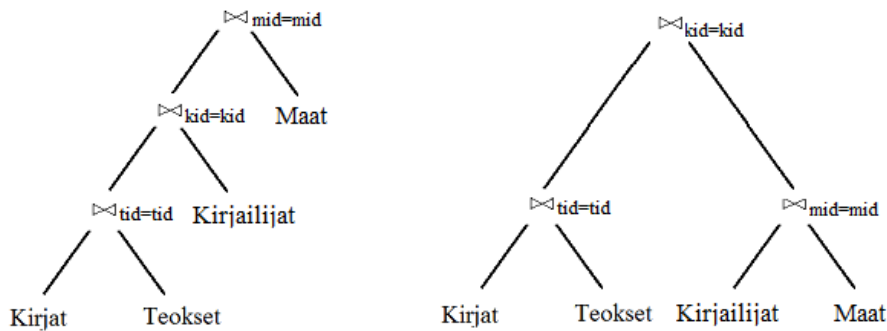 ⋈mid=mid
⋈kid=kid
⋈kid=kid
Maat
⋈tid=tid
Kirjailijat
⋈tid=tid
⋈mid=mid
Kirjat
Teokset
Kirjat
Teokset
Kirjailijat
Maat